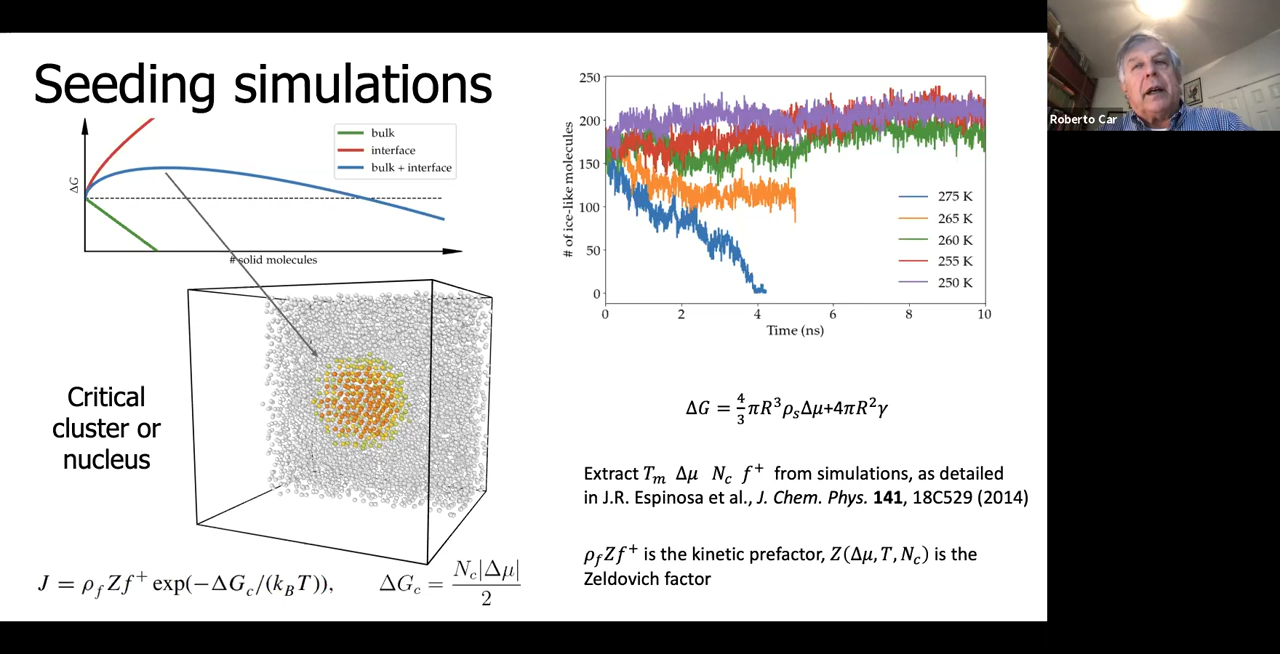 Seeding simulations
bulk
interface
bulk + interface
ΔG
# solid molecules
Critical
cluster or
nucleus
J = ρ_f Z f⁺ exp(−ΔG_c/(k_B T)),
ΔG_c = N_c|Δμ| / 2
250
200
150
100
50
0
# of ice-like molecules
275 K
265 K
260 K
255 K
250 K
0 2 4 6 8 10
Time (ns)
ΔG = 4/3 πR³ρ_sΔμ+4πR²γ
Extract T_m Δμ N_c f⁺ from simulations, as detailed
in J.R. Espinosa et al., J. Chem. Phys. 141, 18C529 (2014)
ρ_f Z f⁺ is the kinetic prefactor, Z(Δμ, T, N_c) is the
Zeldovich factor
Roberto Car